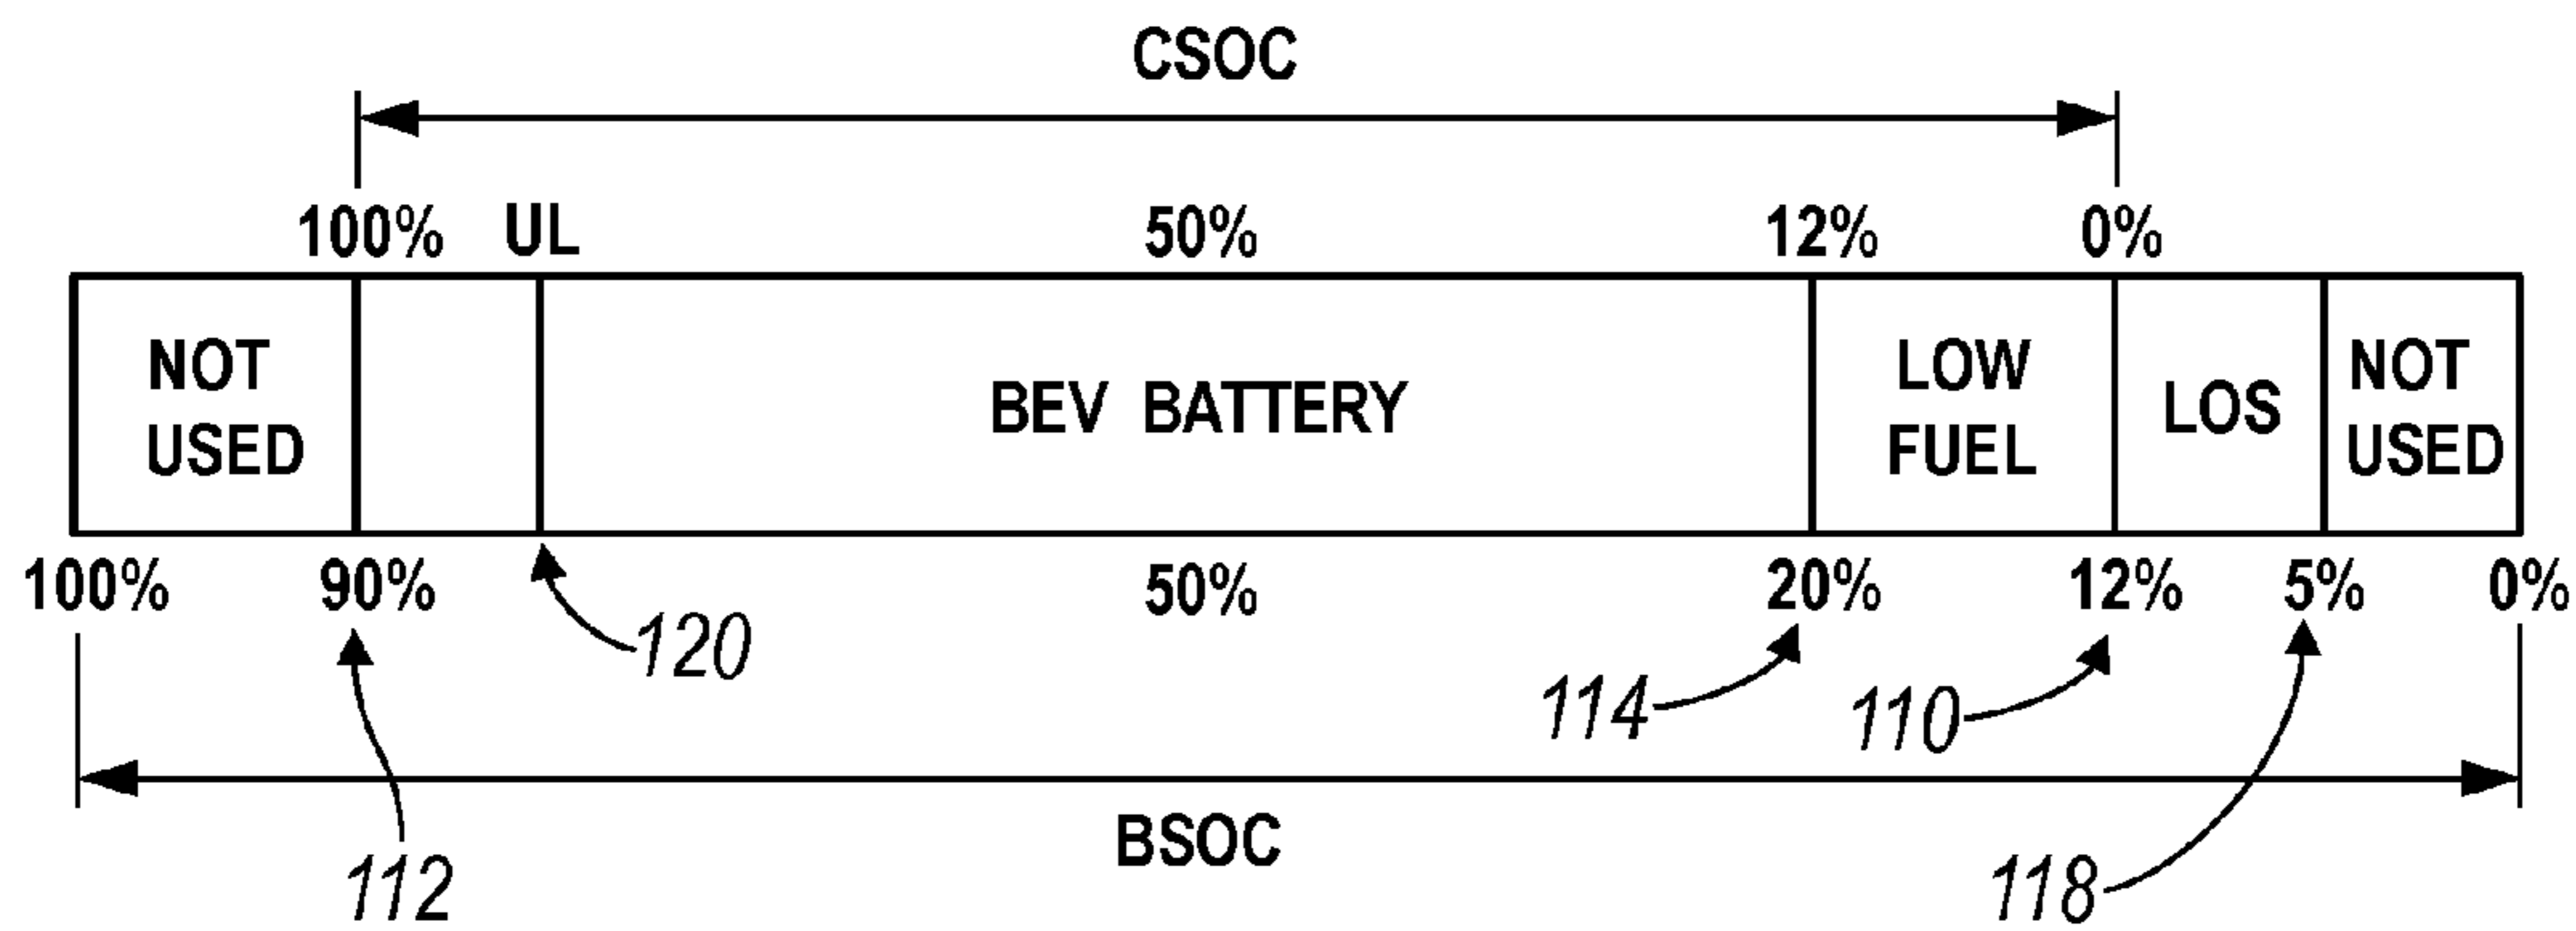 CSOC
100% UL 50% 12% 0%
NOT USED
BEV BATTERY
LOW FUEL
LOS
NOT USED
100% 90% 50% 20% 12% 5% 0%
120
114 110
BSOC
112 118